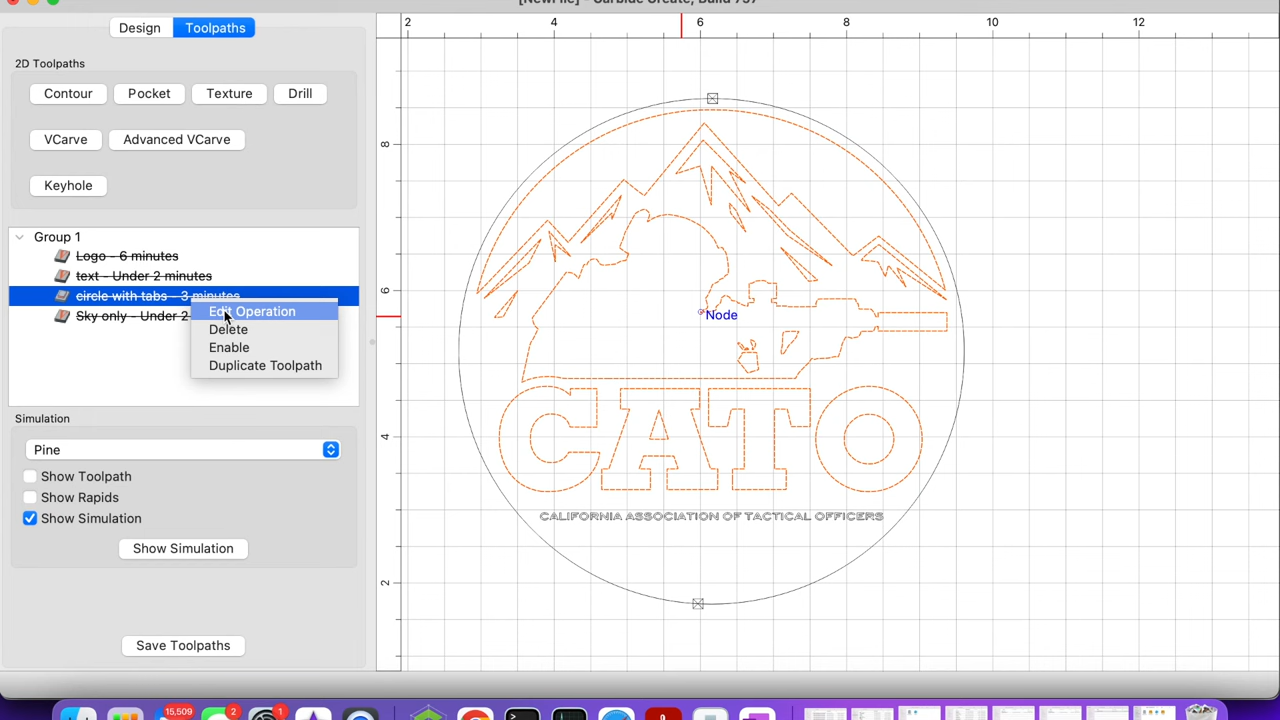 [NewFile] - Carbide Create, Build 757
Design Toolpaths
2D Toolpaths
Contour Pocket Texture Drill
VCarve Advanced VCarve
Keyhole
Group 1
Logo - 6 minutes
text - Under 2 minutes
circle with tabs - 3 minutes
Sky only - Under 2
Edit Operation
Delete
Enable
Duplicate Toolpath
Simulation
Pine
Show Toolpath
Show Rapids
Show Simulation
Show Simulation
Save Toolpaths
2 4 6 8 10 12
8
6
4
2
Node
CATO
CALIFORNIA ASSOCIATION OF TACTICAL OFFICERS
15,509 2 1